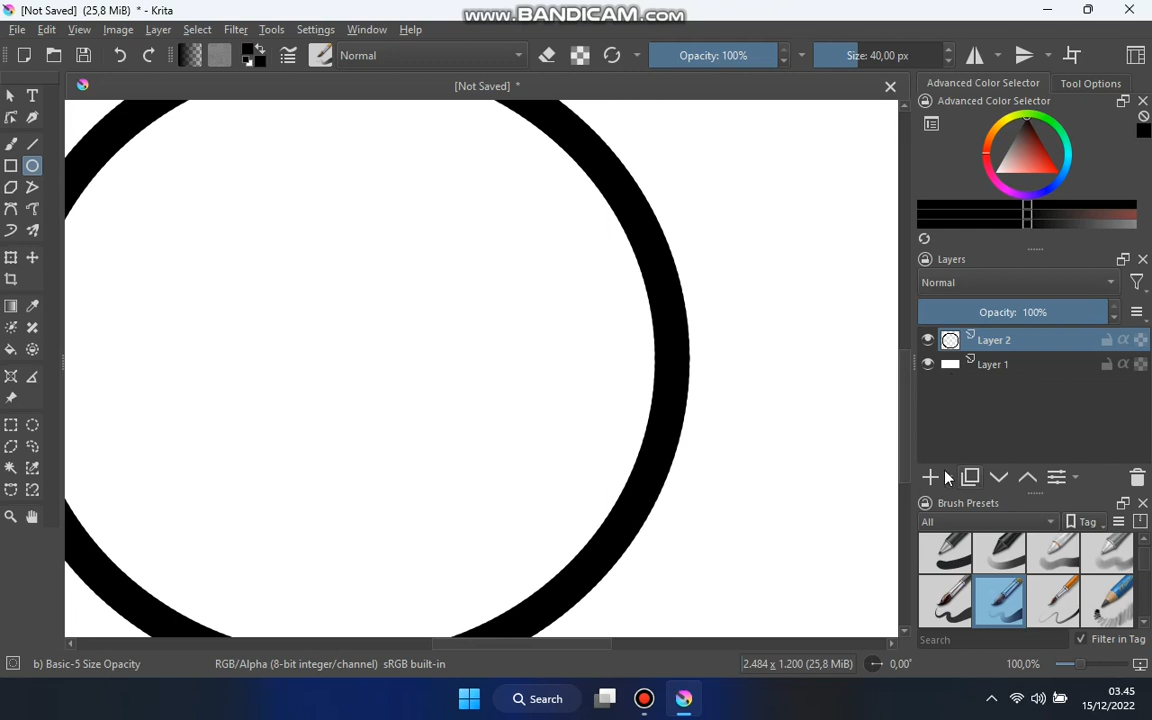 [Not Saved] (25,8 MiB) * - Krita
www.BANDICAM.com
File Edit View Image Layer Select Filter Tools Settings Window Help
Normal
Opacity: 100%
Size: 40,00 px
[Not Saved] *
Advanced Color Selector
Tool Options
Advanced Color Selector
Layers
Normal
Opacity: 100%
Layer 2
Layer 1
Brush Presets
All
Tag
Search
Filter in Tag
b) Basic-5 Size Opacity
RGB/Alpha (8-bit integer/channel) sRGB built-in
2.484 x 1.200 (25,8 MiB)
0,00°
100,0%
Search
03.45
15/12/2022